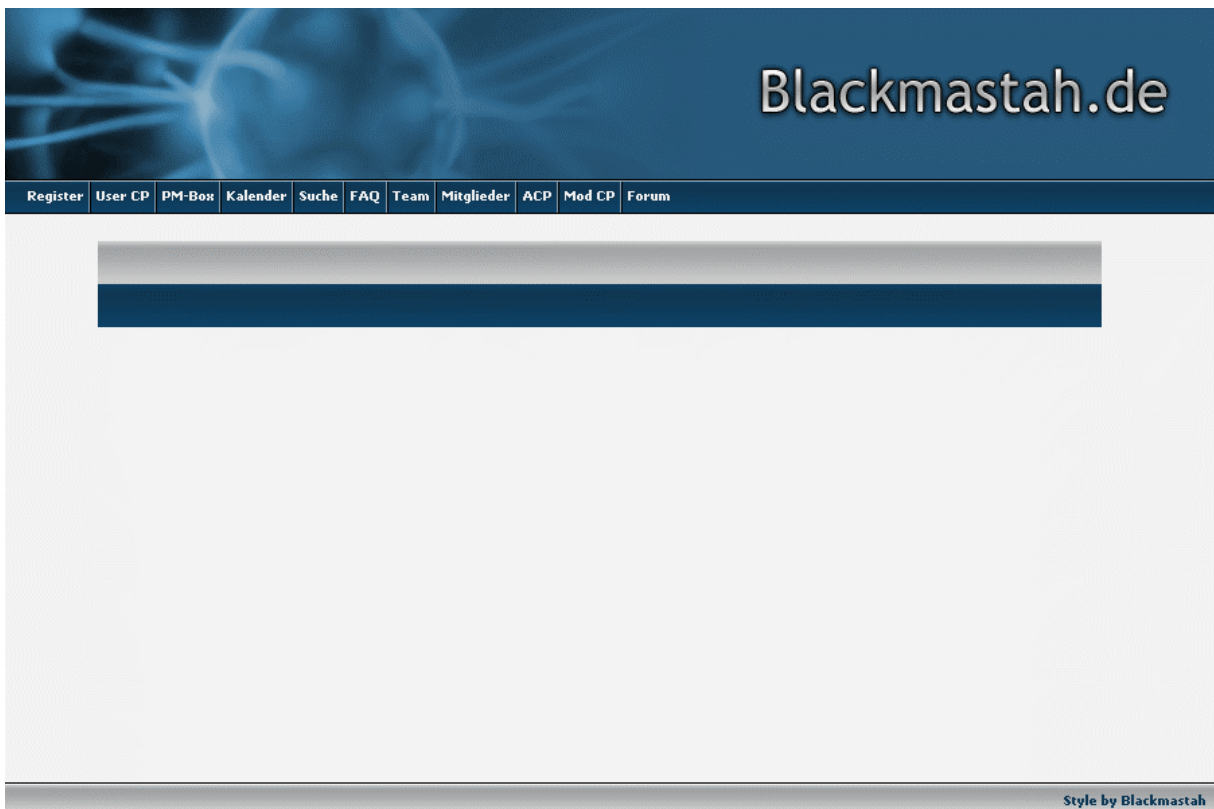 Blackmastah.de
Register User CP PM-Box Kalender Suche FAQ Team Mitglieder ACP Mod CP Forum
Style by Blackmastah